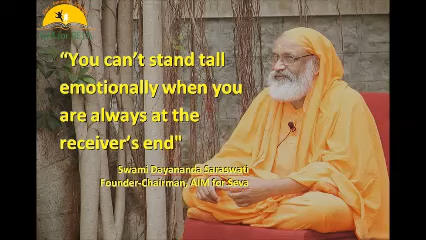 “You can’t stand tall
emotionally when you
are always at the
receiver’s end"
Swami Dayananda Saraswati
Founder-Chairman, AIM for Seva